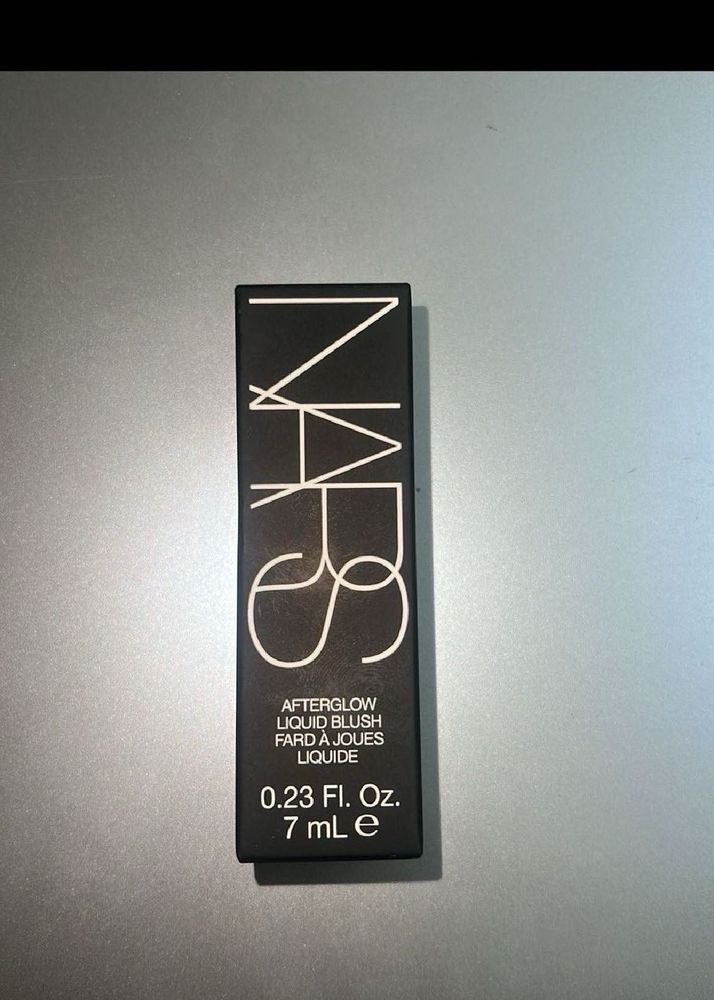 NARS
AFTERGLOW
LIQUID BLUSH
FARD À JOUES
LIQUIDE
0.23 Fl. Oz.
7 mL ℮